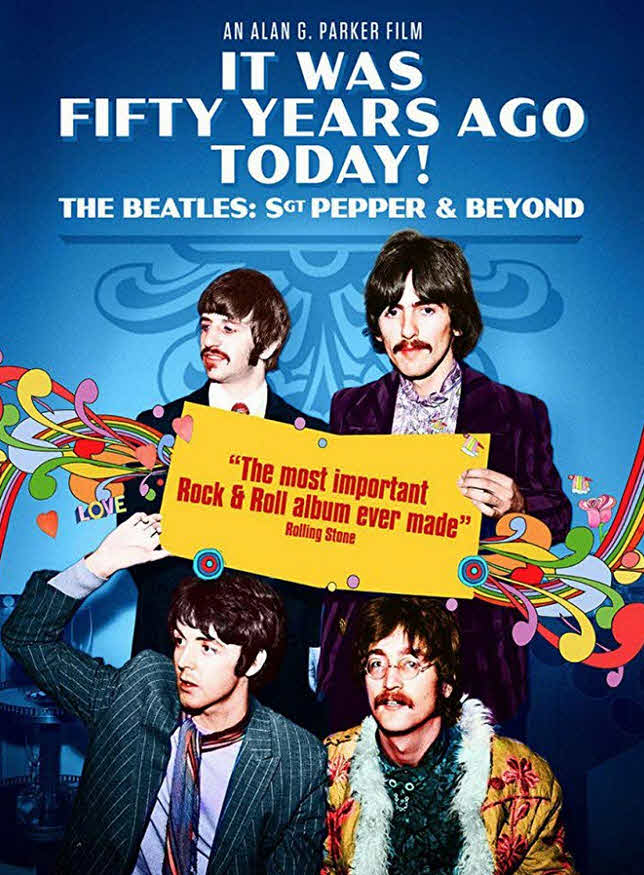 AN ALAN G. PARKER FILM
IT WAS
FIFTY YEARS AGO
TODAY!
THE BEATLES: SGT PEPPER & BEYOND
“The most important
Rock & Roll album ever made”
Rolling Stone
LOVE